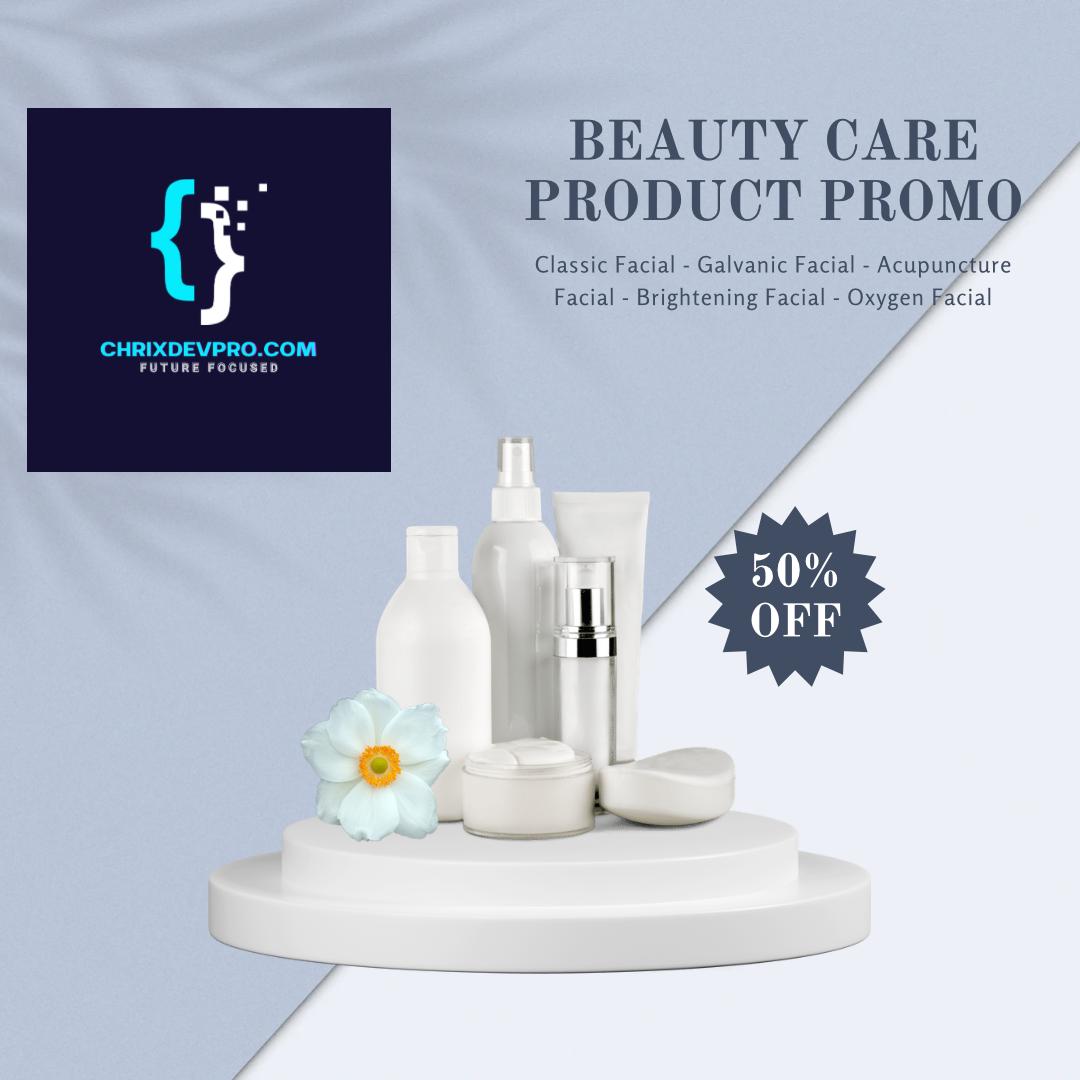 CHRIXDEVPRO.COM
FUTURE FOCUSED
BEAUTY CARE
PRODUCT PROMO
Classic Facial - Galvanic Facial - Acupuncture
Facial - Brightening Facial - Oxygen Facial
50%
OFF